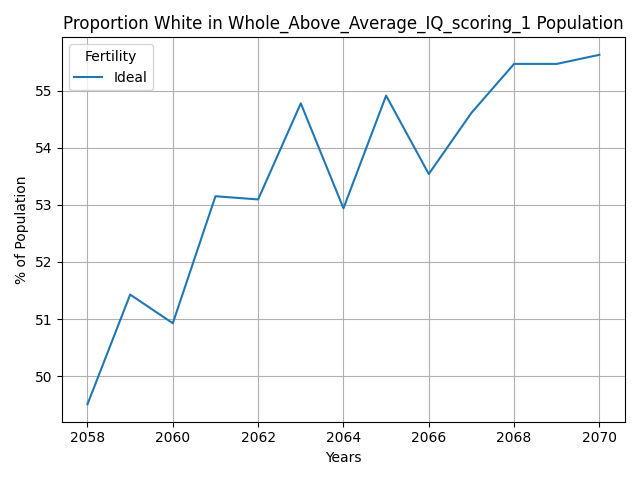 Proportion White in Whole_Above_Average_IQ_scoring_1 Population
Fertility
Ideal
% of Population
55
54
53
52
51
50
2058 2060 2062 2064 2066 2068 2070
Years